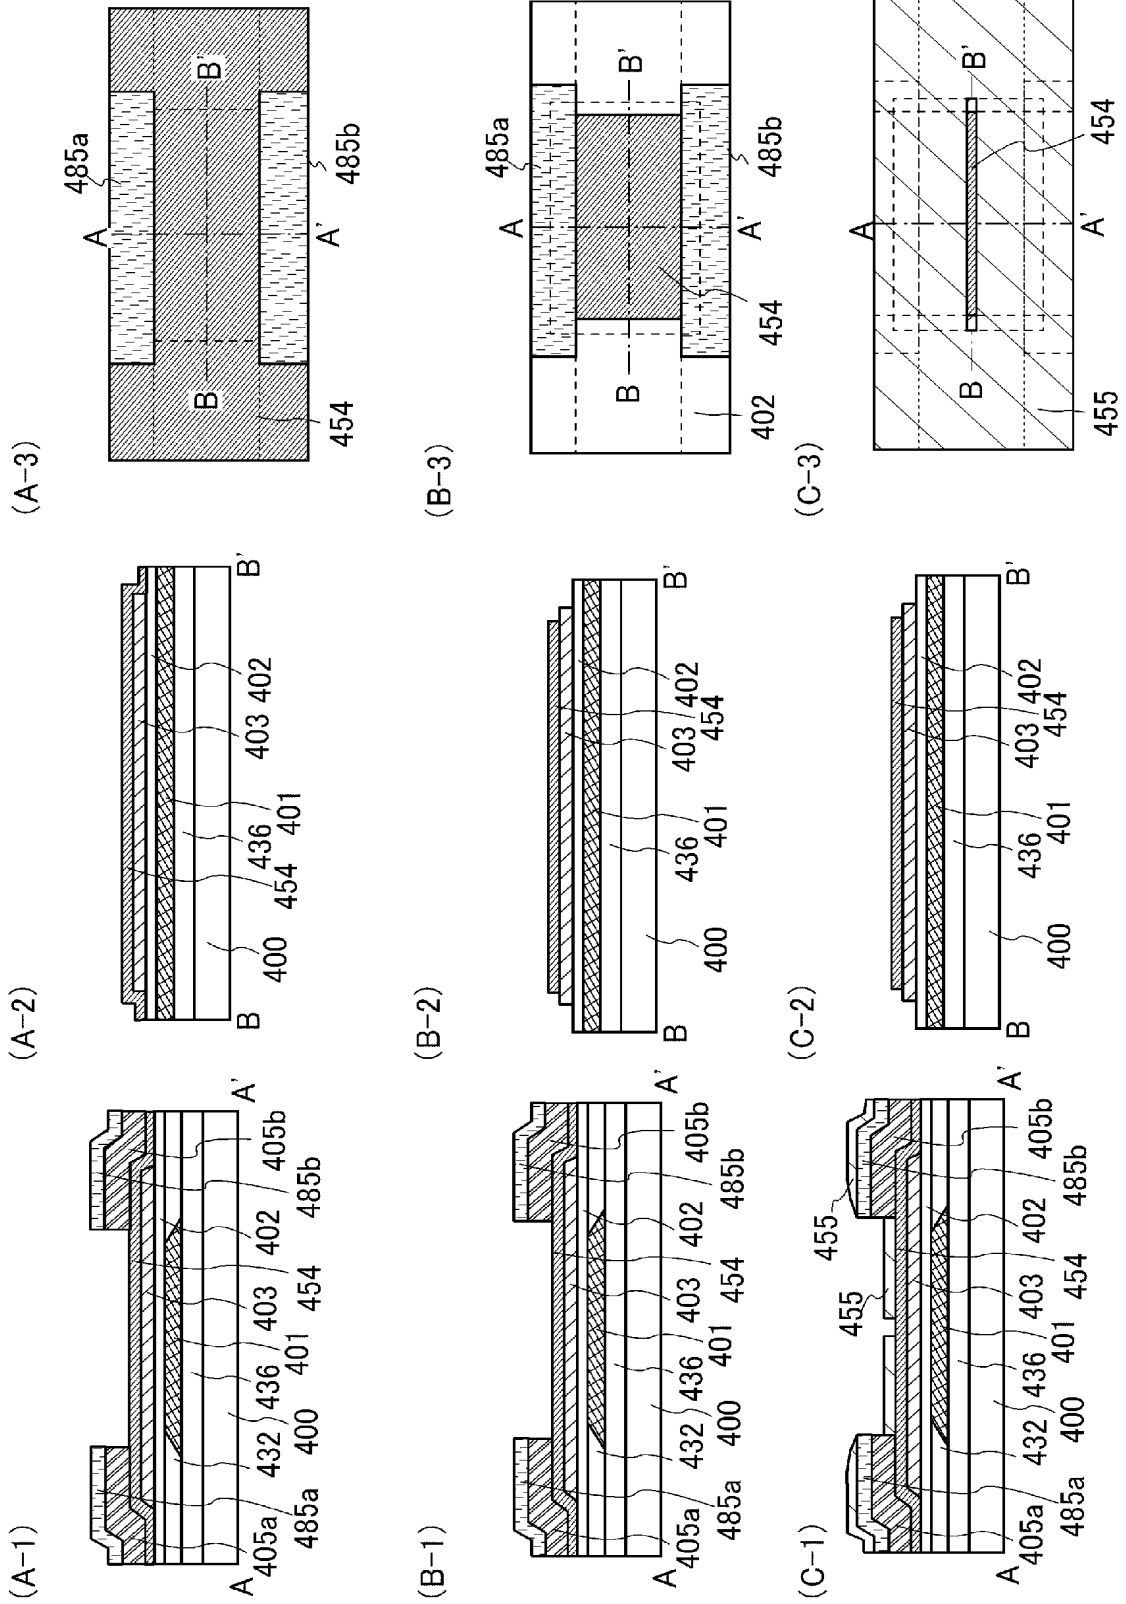 (A-1)
485a
405a
432
400
436
401
403
454
402
485b
405b
A
A'
(A-2)
400
454
436
401
403
402
B
B'
(A-3)
485a
A
B
B'
A'
454
485b
(B-1)
405a
485a
432
400
436
401
403
454
402
485b
405b
A
A'
(B-2)
400
436
401
403
454
402
B
B'
(B-3)
485a
A
B
B'
A'
402
454
485b
(C-1)
455
455
405a
485a
432
400
436
401
403
454
402
485b
405b
A
A'
(C-2)
400
436
401
403
454
402
B
B'
(C-3)
A
B
B'
A'
455
454